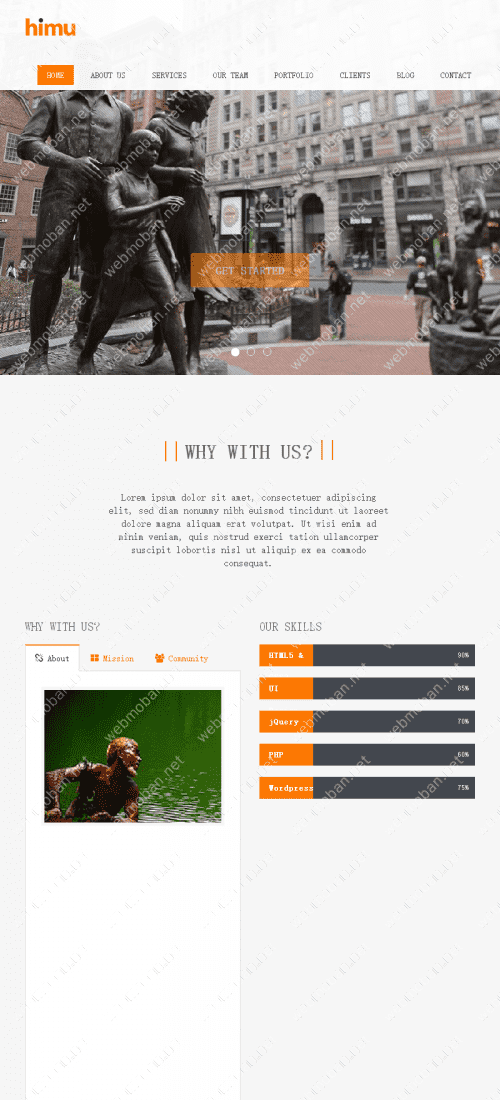 himu
HOME ABOUT US SERVICES OUR TEAM PORTFOLIO CLIENTS BLOG CONTACT
GET STARTED
WHY WITH US?
Lorem ipsum dolor sit amet, consectetuer adipiscing
elit, sed diam nonummy nibh euismod tincidunt ut laoreet
dolore magna aliquam erat volutpat. Ut wisi enim ad
minim veniam, quis nostrud exerci tation ullamcorper
suscipit lobortis nisl ut aliquip ex ea commodo
consequat.
WHY WITH US?
About Mission Community
OUR SKILLS
HTML5 & 90%
UI 85%
jQuery 70%
PHP 60%
Wordpress 75%
webmoban.net